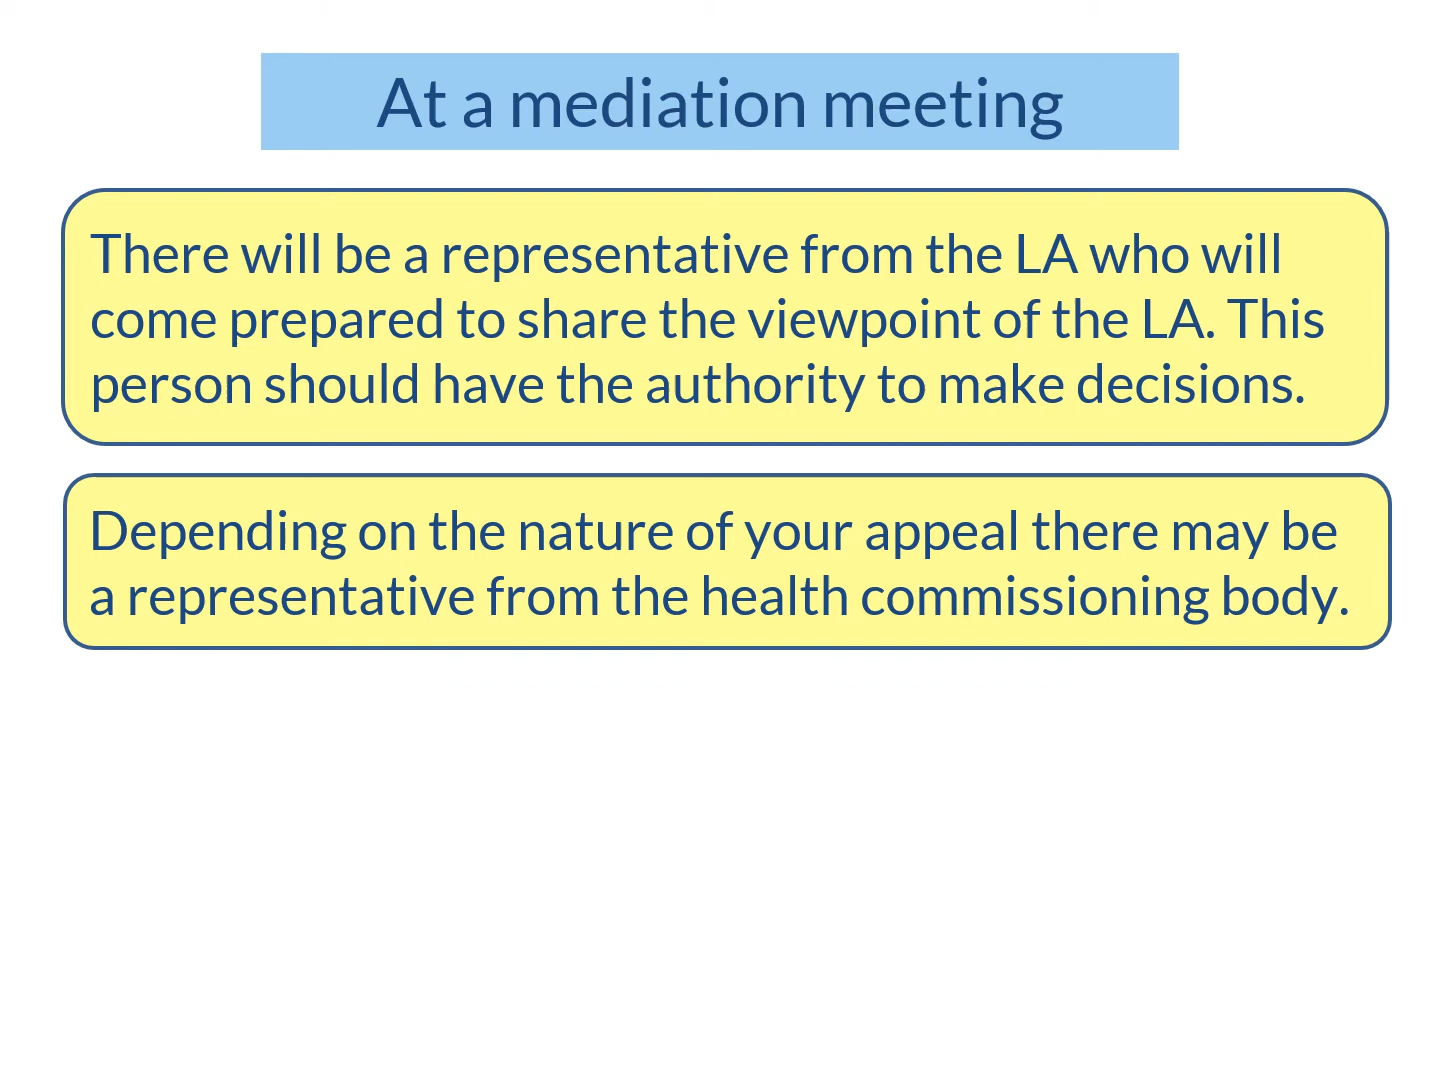 At a mediation meeting
There will be a representative from the LA who will
come prepared to share the viewpoint of the LA. This
person should have the authority to make decisions.
Depending on the nature of your appeal there may be
a representative from the health commissioning body.